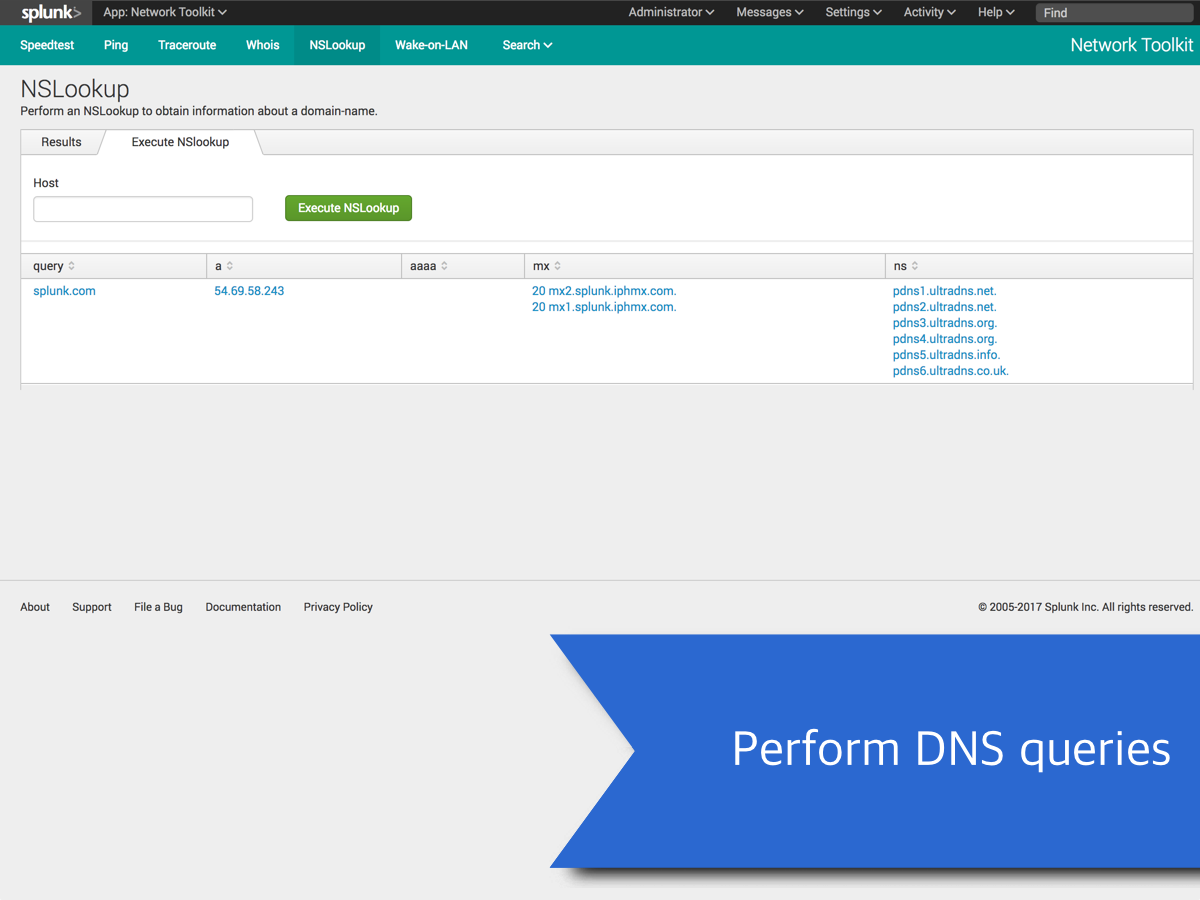 splunk> App: Network Toolkit Administrator Messages Settings Activity Help Find
Speedtest Ping Traceroute Whois NSLookup Wake-on-LAN Search Network Toolkit
NSLookup
Perform an NSLookup to obtain information about a domain-name.
Results Execute NSlookup
Host
Execute NSLookup
query a aaaa mx ns
splunk.com 54.69.58.243 20 mx2.splunk.iphmx.com. pdns1.ultradns.net.
20 mx1.splunk.iphmx.com. pdns2.ultradns.net.
pdns3.ultradns.org.
pdns4.ultradns.org.
pdns5.ultradns.info.
pdns6.ultradns.co.uk.
About Support File a Bug Documentation Privacy Policy © 2005-2017 Splunk Inc. All rights reserved.
Perform DNS queries